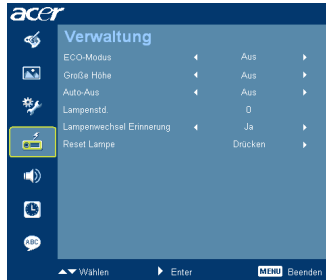 acer
Verwaltung
ECO-Modus Aus
Große Höhe Aus
Auto-Aus Aus
Lampenstd. 0
Lampenwechsel Erinnerung Ja
Reset Lampe Drücken
ABC
Wählen Enter MENU Beenden